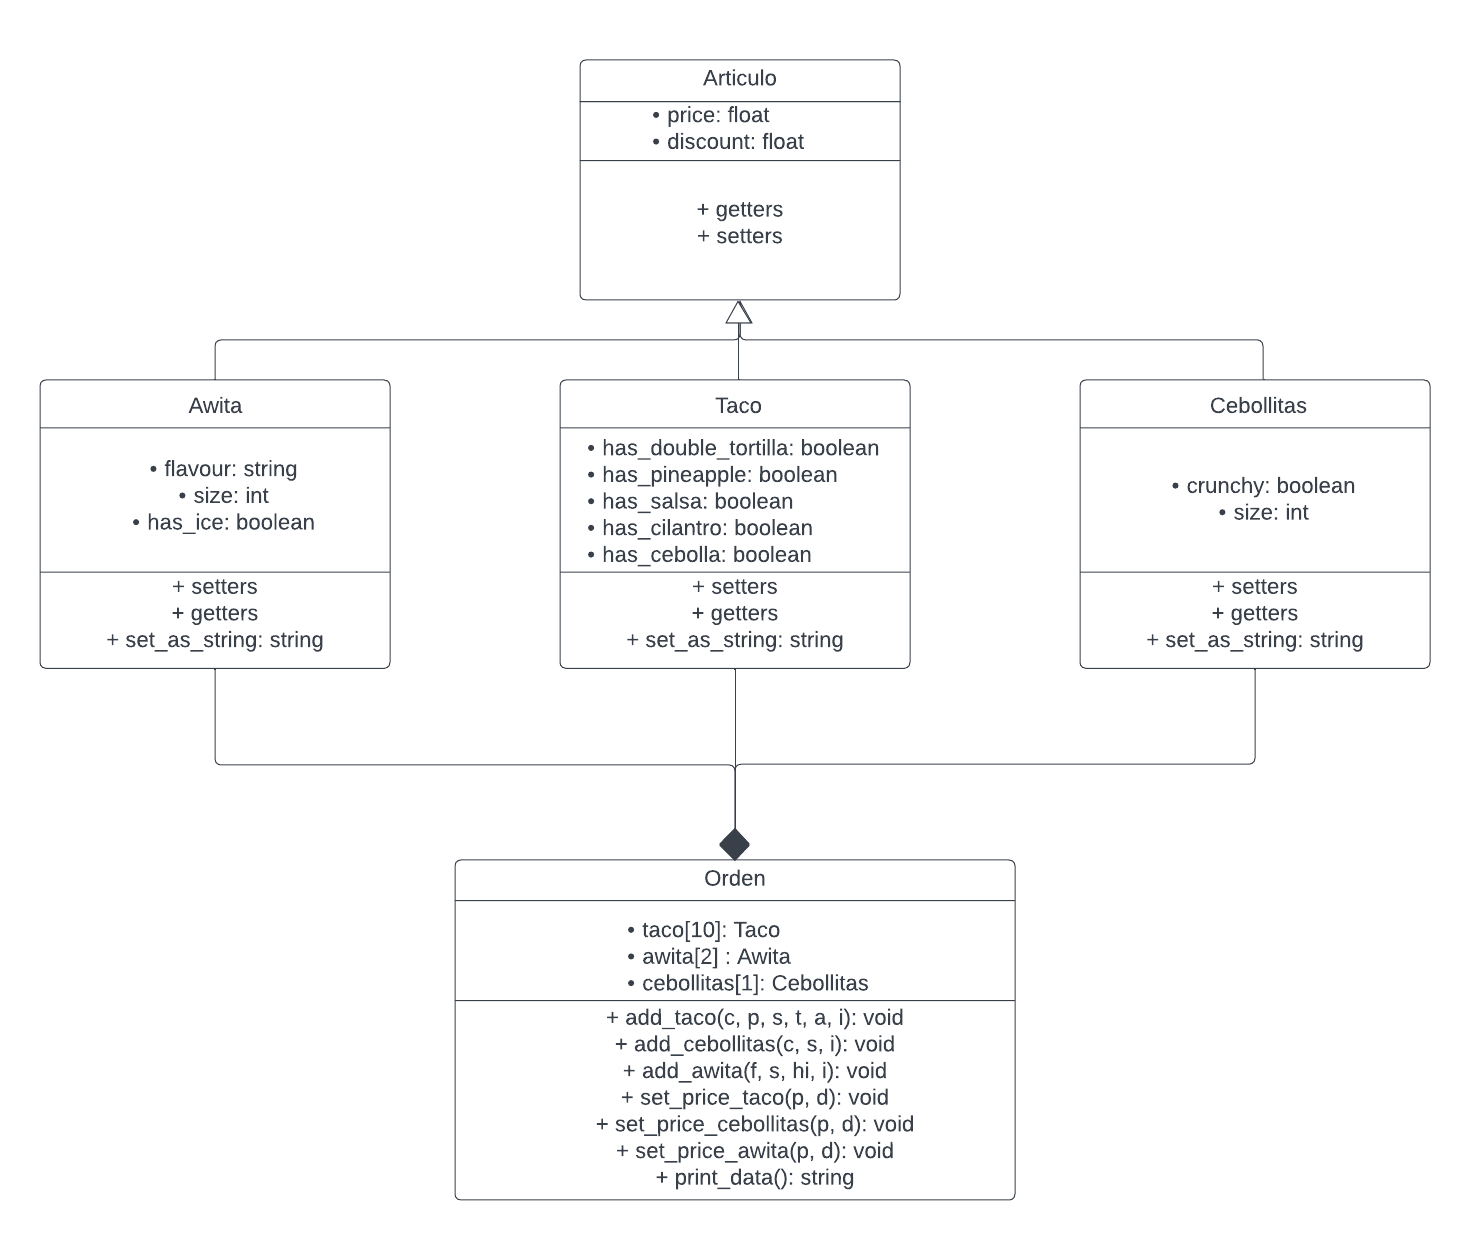 Articulo
• price: float
• discount: float
+ getters
+ setters
Awita
• flavour: string
• size: int
• has_ice: boolean
+ setters
+ getters
+ set_as_string: string
Taco
• has_double_tortilla: boolean
• has_pineapple: boolean
• has_salsa: boolean
• has_cilantro: boolean
• has_cebolla: boolean
+ setters
+ getters
+ set_as_string: string
Cebollitas
• crunchy: boolean
• size: int
+ setters
+ getters
+ set_as_string: string
Orden
• taco[10]: Taco
• awita[2] : Awita
• cebollitas[1]: Cebollitas
+ add_taco(c, p, s, t, a, i): void
+ add_cebollitas(c, s, i): void
+ add_awita(f, s, hi, i): void
+ set_price_taco(p, d): void
+ set_price_cebollitas(p, d): void
+ set_price_awita(p, d): void
+ print_data(): string